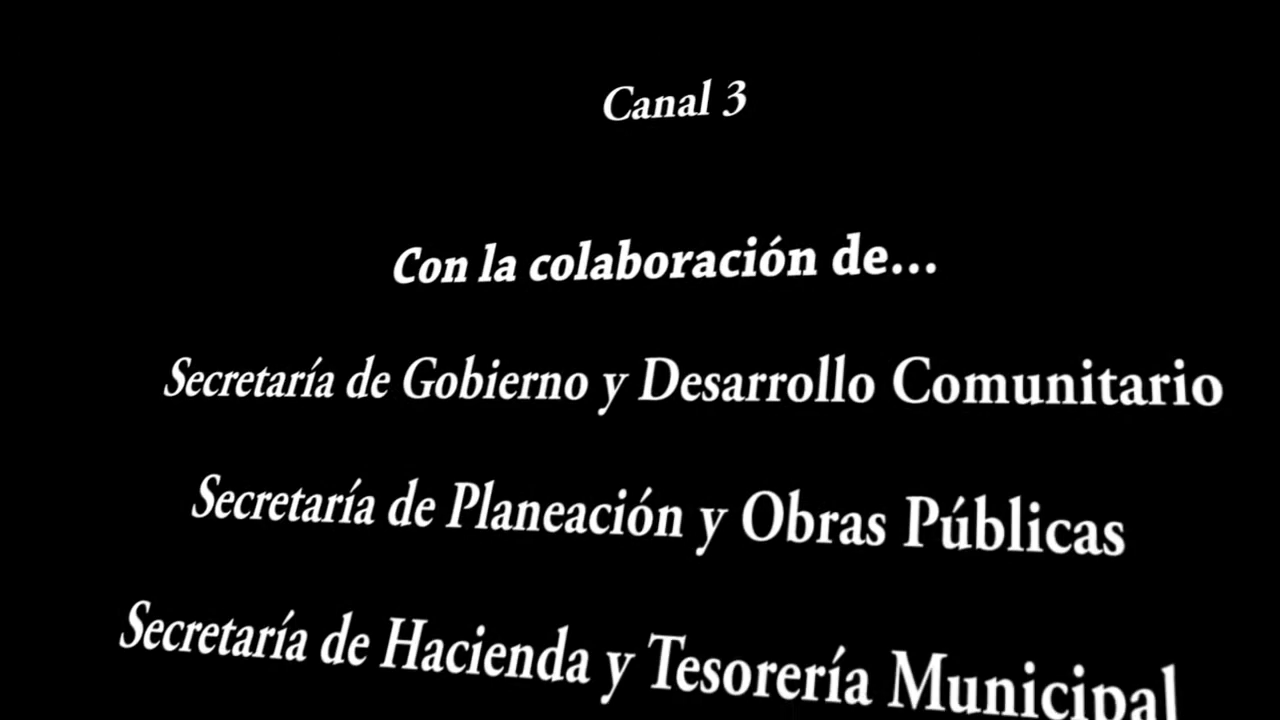 Canal 3
Con la colaboración de...
Secretaría de Gobierno y Desarrollo Comunitario
Secretaría de Planeación y Obras Públicas
Secretaría de Hacienda y Tesorería Municipal